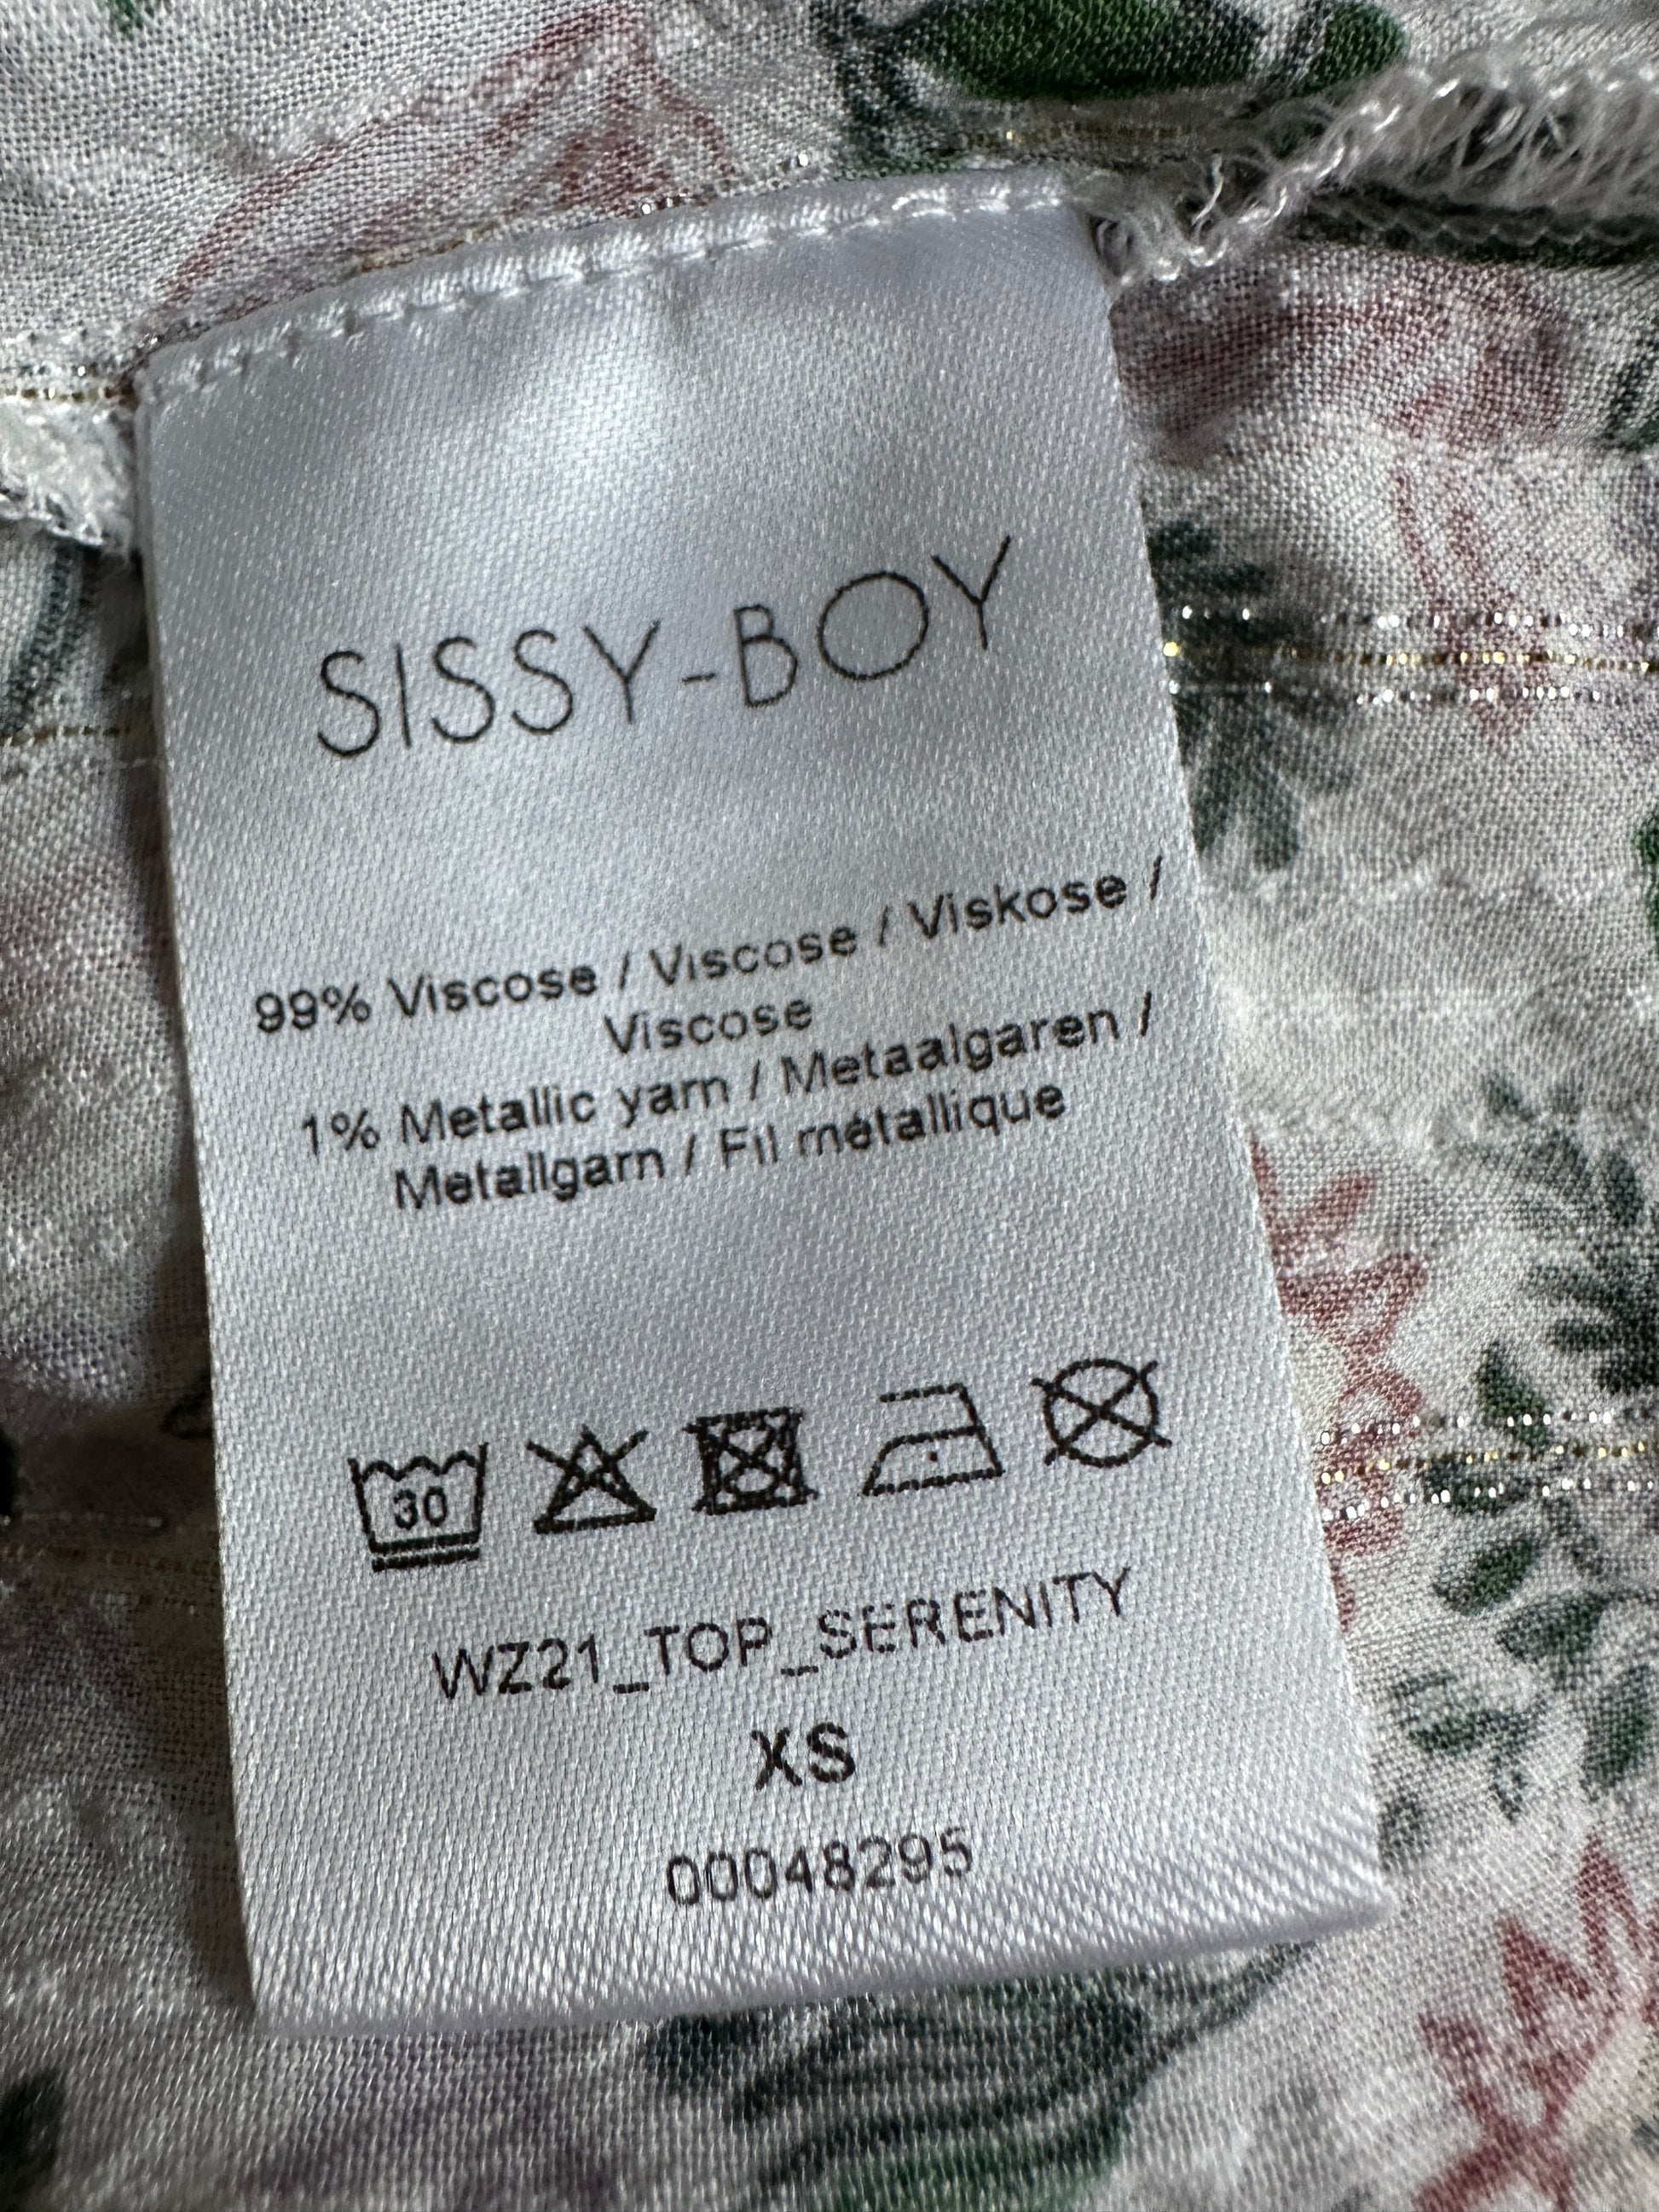 SISSY-BOY
99% Viscose / Viscose / Viskose /
Viscose
1% Metallic yarn / Metaalgaren /
Metallgarn / Fil métallique
30
WZ21_TOP_SERENITY
XS
00048295